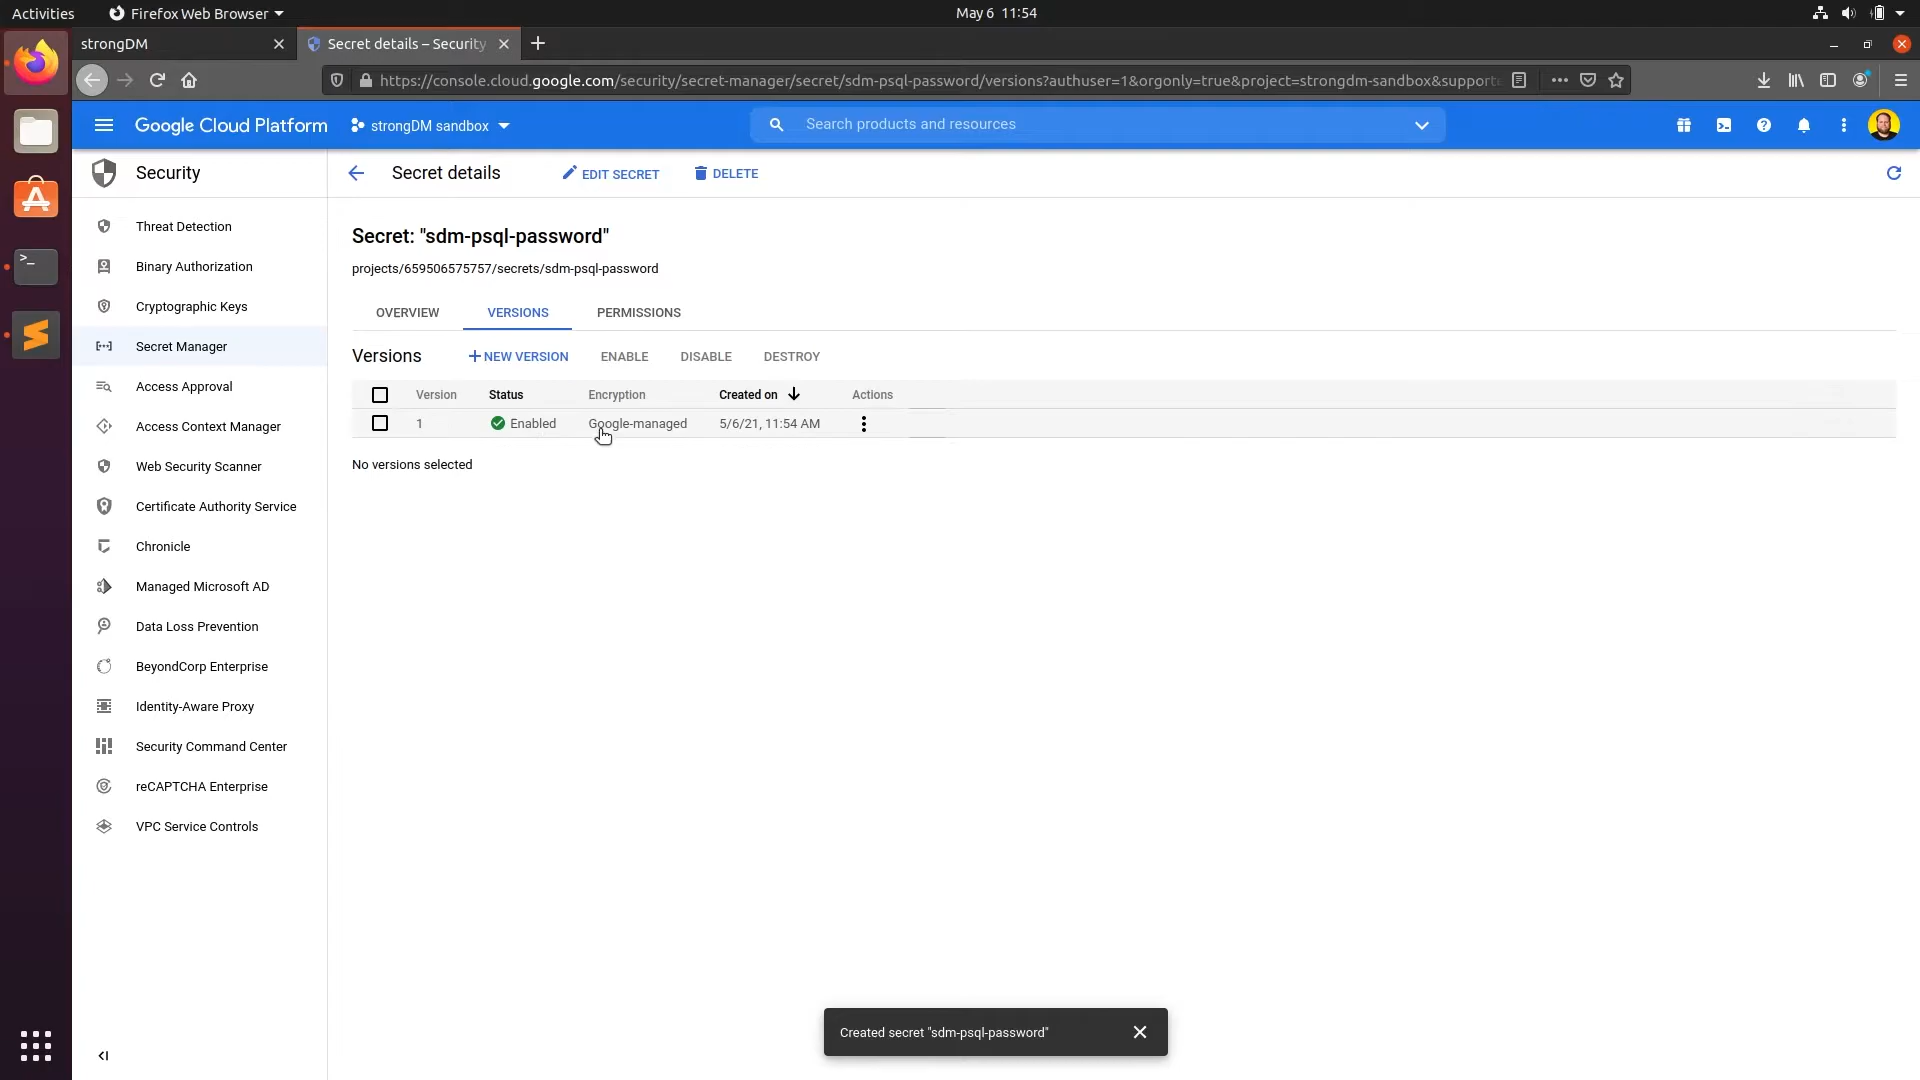 Activities
Firefox Web Browser
May 6 11:54
strongDM
Secret details – Security
https://console.cloud.google.com/security/secret-manager/secret/sdm-psql-password/versions?authuser=1&orgonly=true&project=strongdm-sandbox&supporte
Google Cloud Platform
strongDM sandbox
Search products and resources
Security
Secret details
EDIT SECRET
DELETE
Threat Detection
Binary Authorization
Cryptographic Keys
Secret Manager
Access Approval
Access Context Manager
Web Security Scanner
Certificate Authority Service
Chronicle
Managed Microsoft AD
Data Loss Prevention
BeyondCorp Enterprise
Identity-Aware Proxy
Security Command Center
reCAPTCHA Enterprise
VPC Service Controls
Secret: "sdm-psql-password"
projects/659506575757/secrets/sdm-psql-password
OVERVIEW
VERSIONS
PERMISSIONS
Versions
NEW VERSION
ENABLE
DISABLE
DESTROY
Version Status Encryption Created on Actions
1 Enabled Google-managed 5/6/21, 11:54 AM
No versions selected
Created secret "sdm-psql-password"